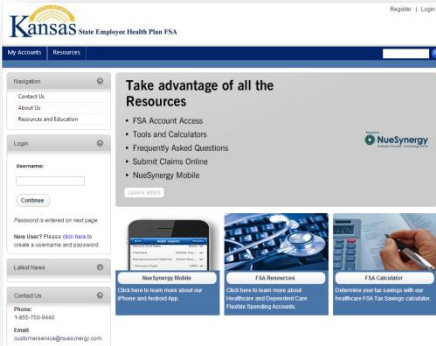 Register | Login
Kansas State Employee Health Plan FSA
My Accounts Resources
Navigation
Contact Us
About Us
Resources and Education
Login
Username:
Continue
Password is entered on next page.
New User? Please click here to
create a username and password.
Latest News
Contact Us
Phone:
1-855-750-9440
Email:
customerservice@nuesynergy.com
Take advantage of all the
Resources
• FSA Account Access
• Tools and Calculators
• Frequently Asked Questions
• Submit Claims Online
• NueSynergy Mobile
LEARN MORE
NueSynergy
NueSynergy Mobile
Click here to learn more about our
iPhone and Android App.
FSA Resources
Click here to learn more about
Healthcare and Dependent Care
Flexible Spending Accounts.
FSA Calculator
Determine your tax savings with our
healthcare FSA Tax Savings calculator.